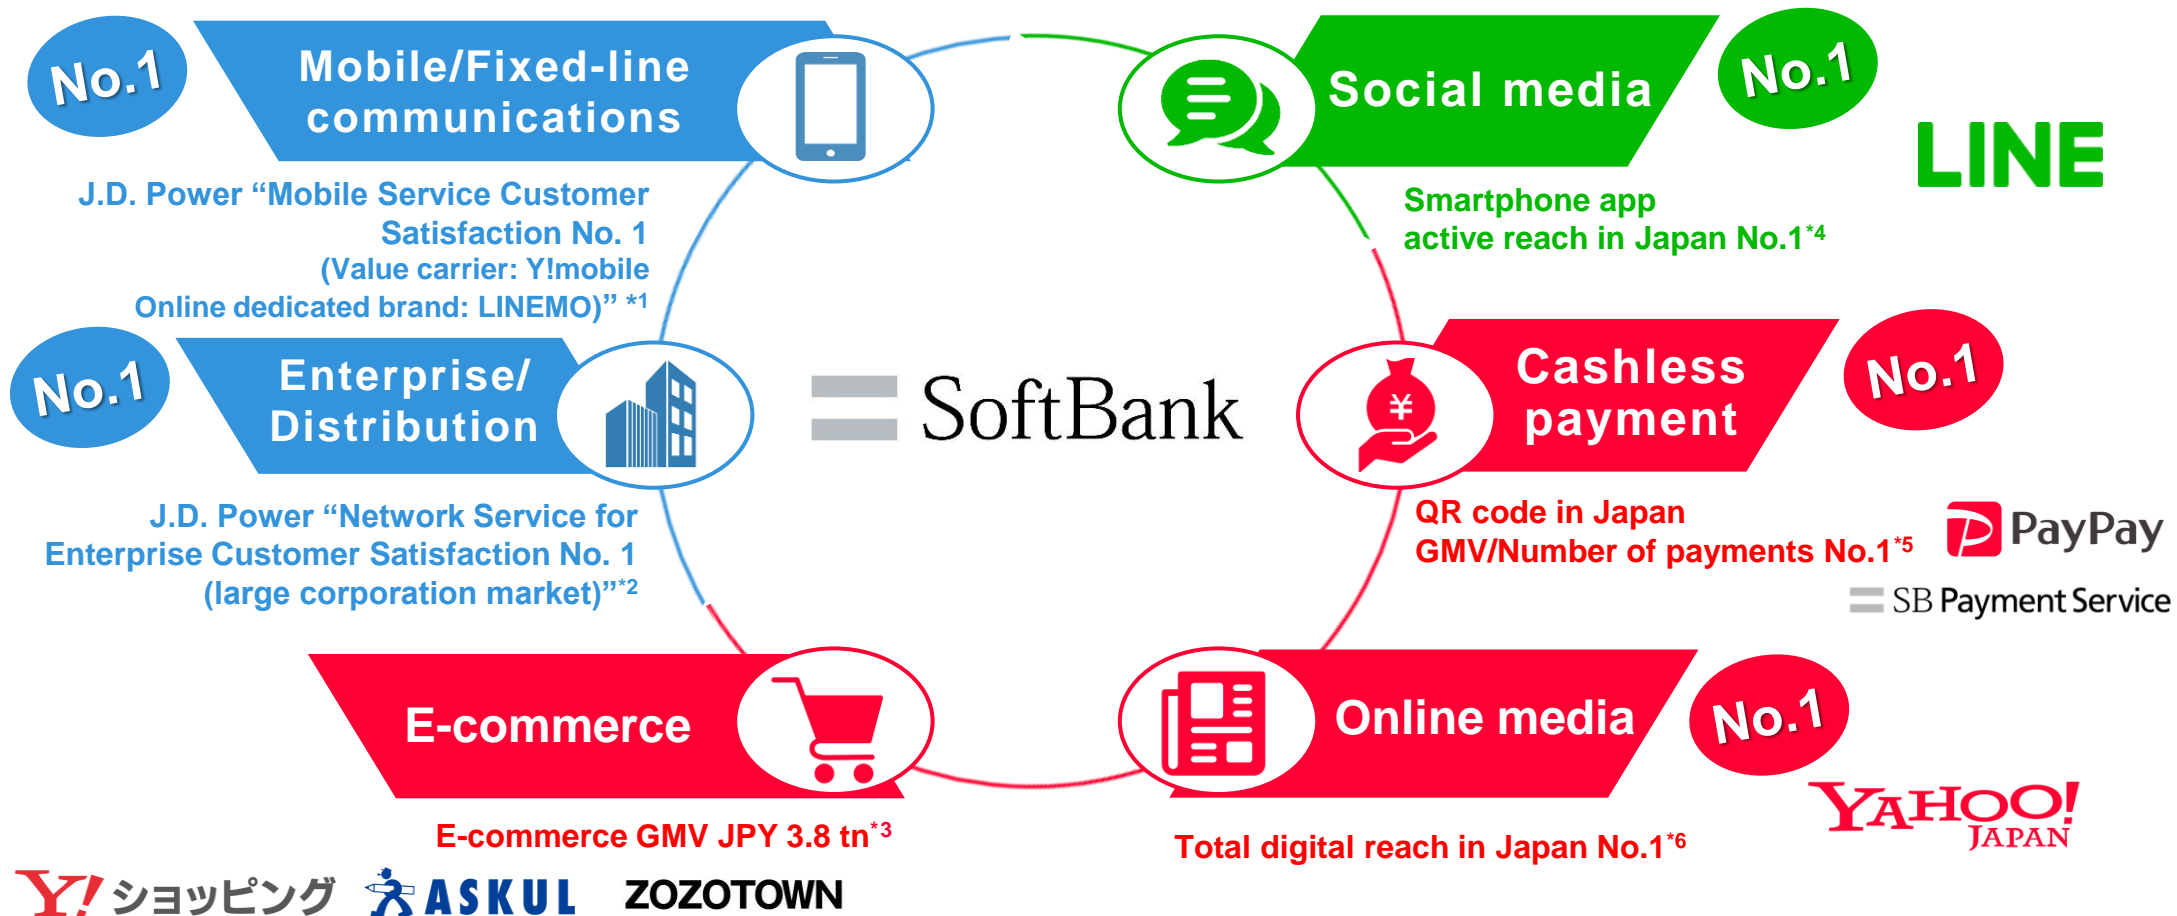 No.1
Mobile/Fixed-line
communications
J.D. Power “Mobile Service Customer
Satisfaction No. 1
(Value carrier: Y!mobile
Online dedicated brand: LINEMO)” *1
Social media
No.1
LINE
Smartphone app
active reach in Japan No.1*4
No.1
Enterprise/
Distribution
J.D. Power “Network Service for
Enterprise Customer Satisfaction No. 1
(large corporation market)”*2
SoftBank
¥
Cashless
payment
No.1
QR code in Japan
GMV/Number of payments No.1*5
PayPay
SB Payment Service
E-commerce
E-commerce GMV JPY 3.8 tn*3
Y! ショッピング
ASKUL
ZOZOTOWN
Online media
No.1
Total digital reach in Japan No.1*6
YAHOO!
JAPAN